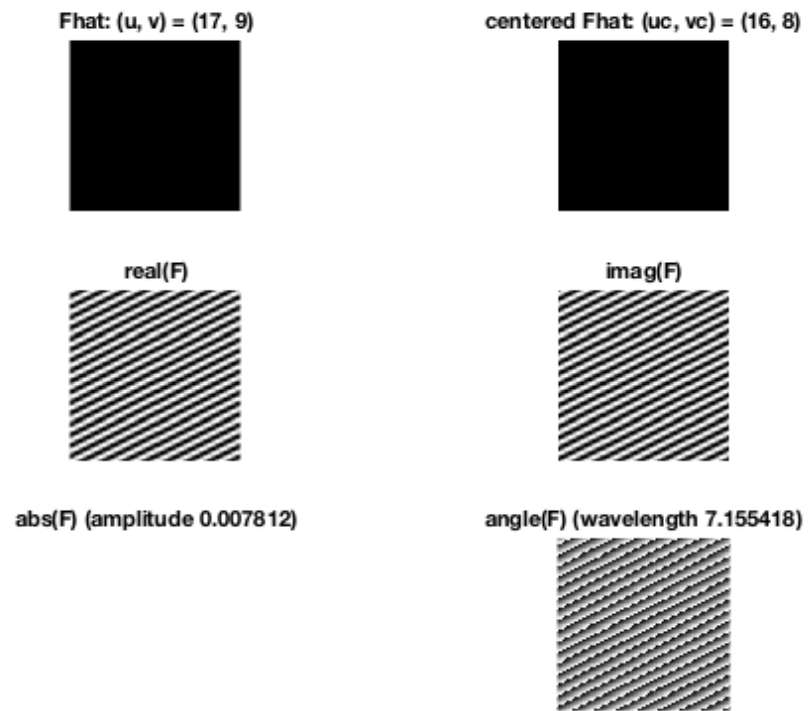 Fhat: (u, v) = (17, 9)
centered Fhat: (uc, vc) = (16, 8)
real(F)
imag(F)
abs(F) (amplitude 0.007812)
angle(F) (wavelength 7.155418)